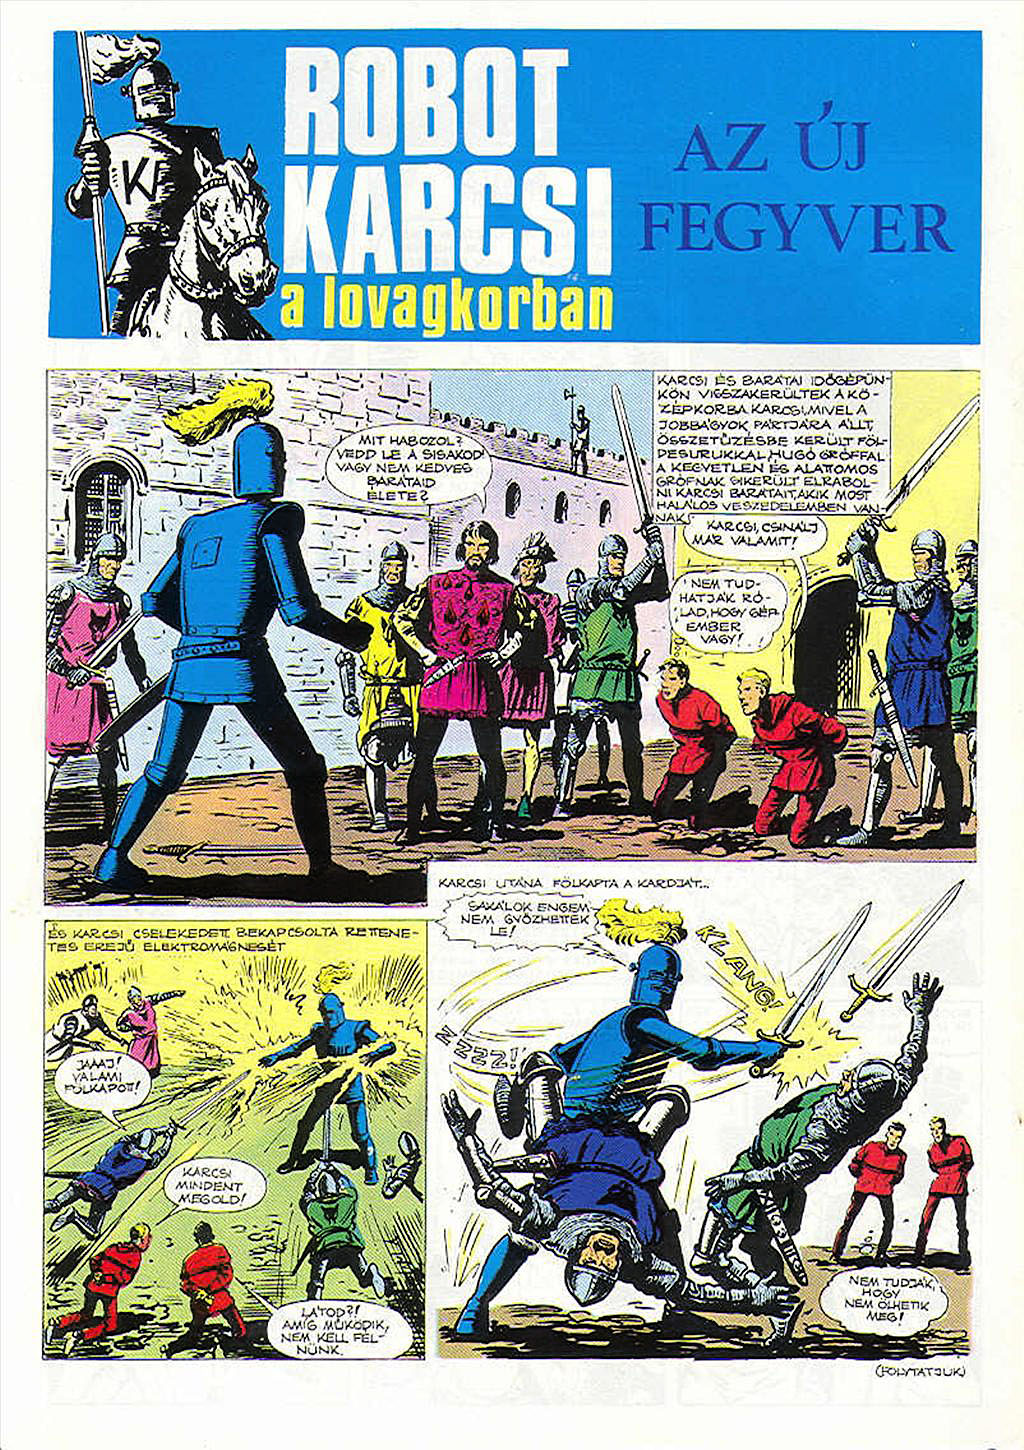 K
ROBOT
KARCSI
a lovagkorban
AZ ÚJ
FEGYVER
MIT HABOZOL?
VEDD LE A SISAKOD!
VAGY NEM KEDVES
BARÁTAID
ÉLETE?
KARCSI ÉS BARÁTAI IDŐGÉPÜN-
KÖN VISSZAKERÜLTEK A KÖ-
ZÉPKORBA. KARCSI, MIVEL A
JOBBÁGYOK PÁRTJÁRA ÁLLT,
ÖSSZETŰZÉSBE KERÜLT FÖL-
DESURUKKAL, HUGÓ GRÓFFAL
A KEGYETLEN ÉS ALATTOMOS
GRÓFNAK SIKERÜLT ELRABOL-
NI KARCSI BARÁTAIT, AKIK MOST
HALÁLOS VESZEDELEMBEN VAN-
NAK!
KARCSI, CSINÁLJ
MÁR VALAMIT!
NEM TUD-
HATJÁK RÓ-
LAD, HOGY GÉP
EMBER
VAGY!
ÉS KARCSI CSELEKEDETT, BEKAPCSOLTA RETTENE-
TES EREJŰ ELEKTROMÁGNESÉT
JAAAJ!
VALAMI
FÖLKAPOTT!
KARCSI
MINDENT
MEGOLD!
LÁTOD?!
AMÍG MŰKÖDIK,
NEM KELL FÉL-
NÜNK.
KARCSI UTÁNA FÖLKAPTA A KARDJÁT...
SAKÁLOK ENGEM
NEM GYŐZHETTEK
LE!
KLANG!
ZZZZ!
NEM TUDJÁK,
HOGY
NEM ÖLHETIK
MEG!
(FOLYTATJUK)